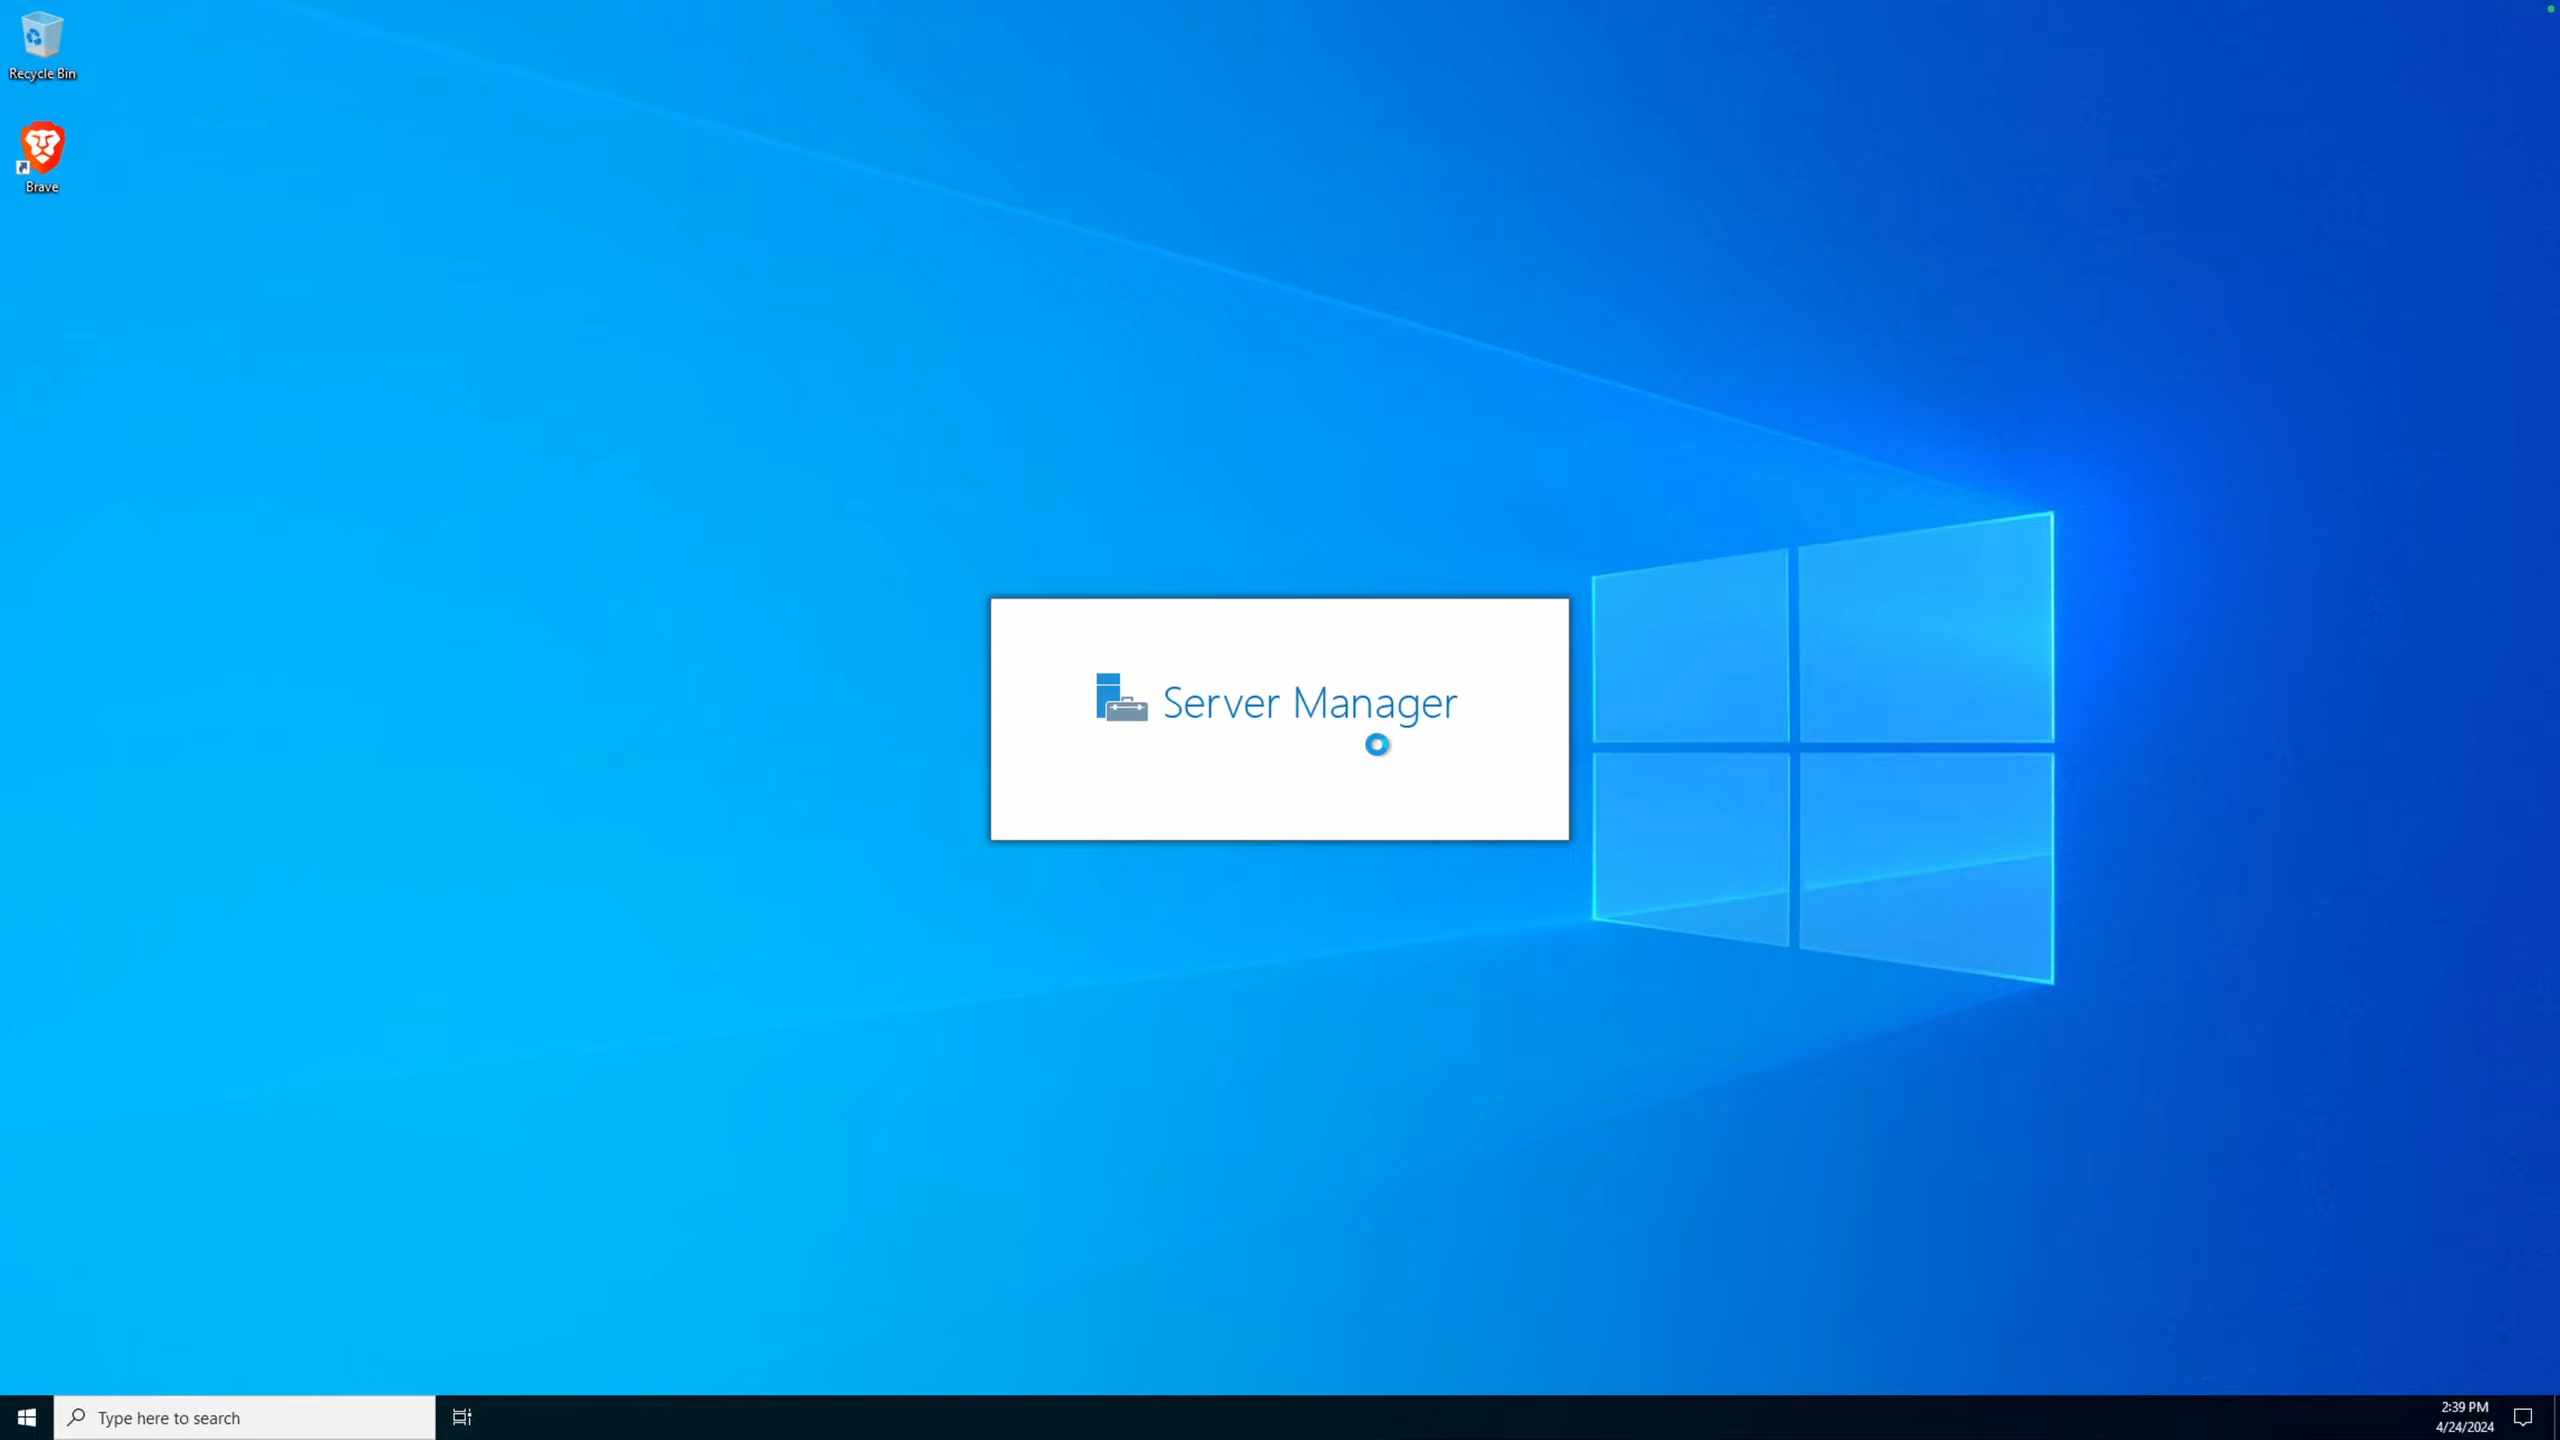 Recycle Bin
Brave
Server Manager
Type here to search
2:39 PM
4/24/2024